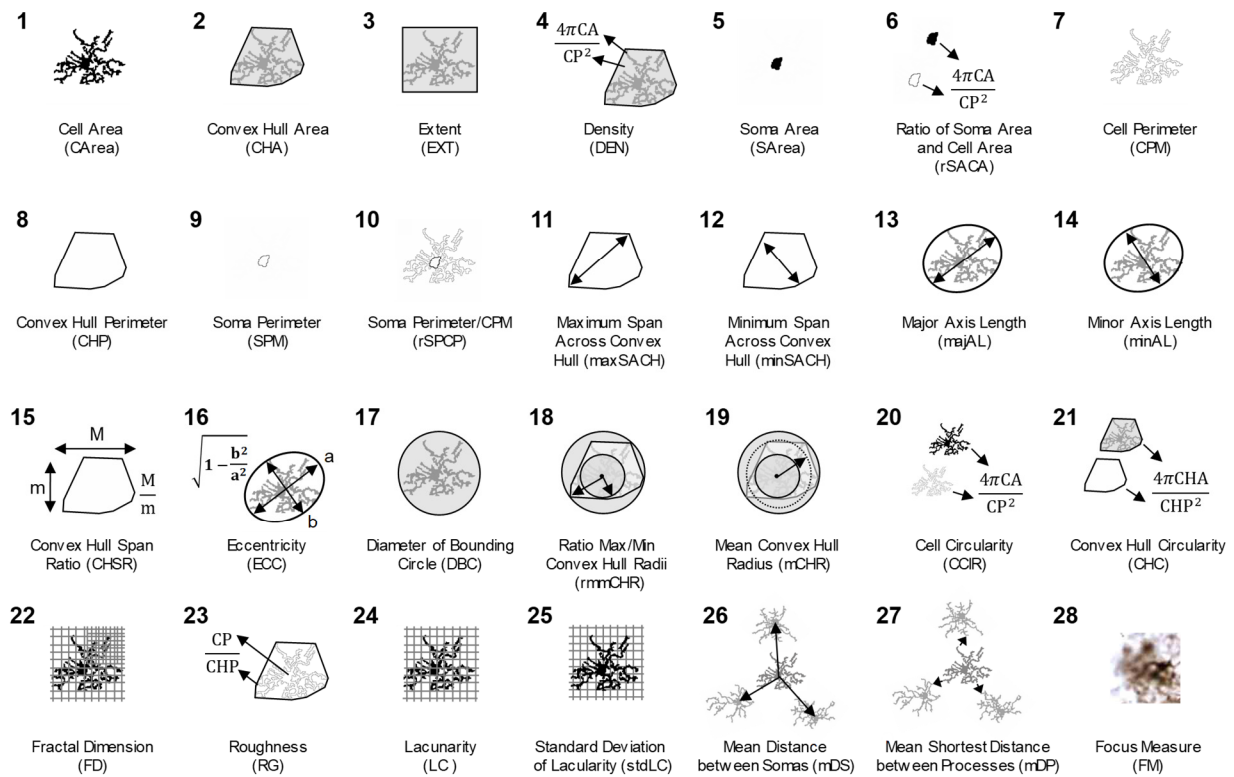 1
Cell Area
(CArea)
2
Convex Hull Area
(CHA)
3
Extent
(EXT)
4
4πCA
CP²
Density
(DEN)
5
Soma Area
(SArea)
6
4πCA
CP²
Ratio of Soma Area
and Cell Area
(rSACA)
7
Cell Perimeter
(CPM)
8
Convex Hull Perimeter
(CHP)
9
Soma Perimeter
(SPM)
10
Soma Perimeter/CPM
(rSPCP)
11
Maximum Span
Across Convex
Hull (maxSACH)
12
Minimum Span
Across Convex
Hull (minSACH)
13
Major Axis Length
(majAL)
14
Minor Axis Length
(minAL)
15
M
m
M
m
Convex Hull Span
Ratio (CHSR)
16
√1 − b²
a²
a
b
Eccentricity
(ECC)
17
Diameter of Bounding
Circle (DBC)
18
Ratio Max/Min
Convex Hull Radii
(rmmCHR)
19
Mean Convex Hull
Radius (mCHR)
20
4πCA
CP²
Cell Circularity
(CCIR)
21
4πCHA
CHP²
Convex Hull Circularity
(CHC)
22
Fractal Dimension
(FD)
23
CP
CHP
Roughness
(RG)
24
Lacunarity
(LC)
25
Standard Deviation
of Lacularity (stdLC)
26
Mean Distance
between Somas (mDS)
27
Mean Shortest Distance
between Processes (mDP)
28
Focus Measure
(FM)